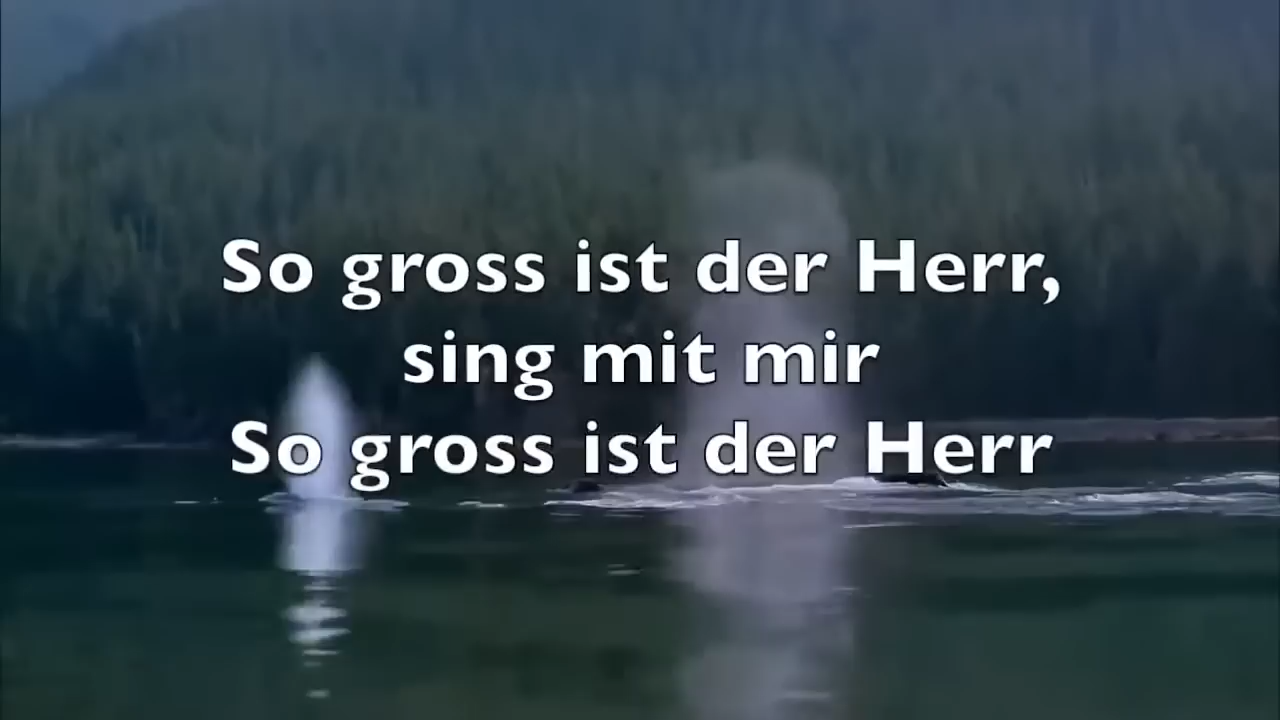 So gross ist der Herr,
sing mit mir
So gross ist der Herr